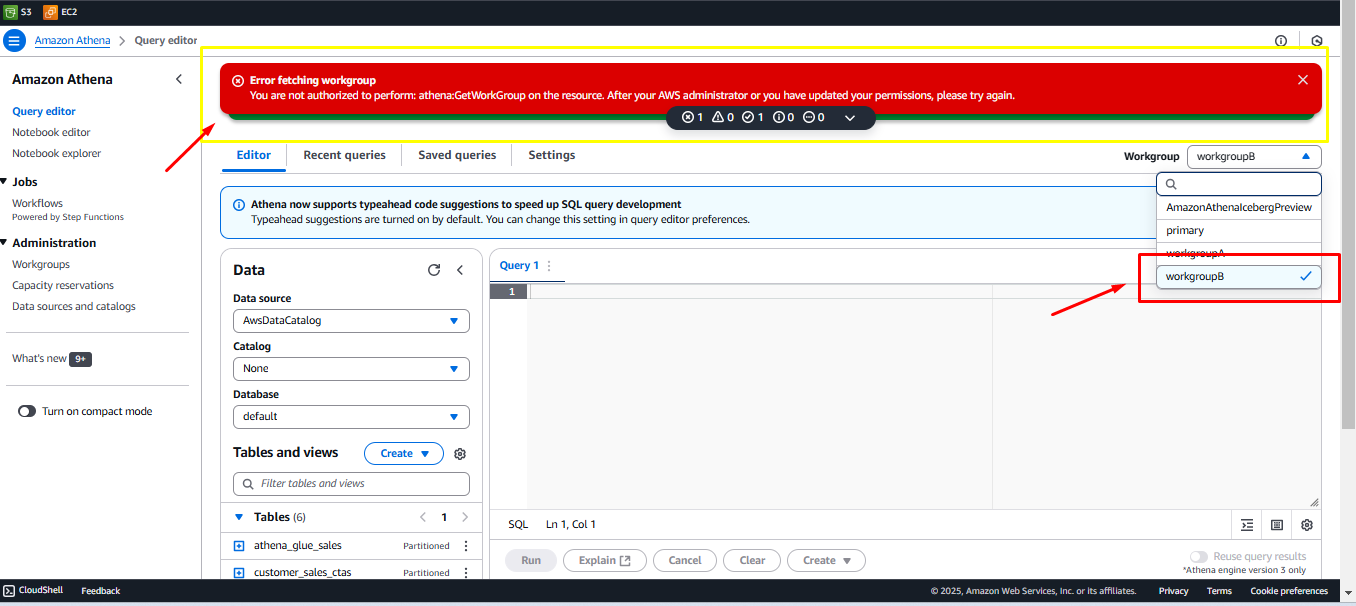 S3 EC2
Amazon Athena Query editor
Amazon Athena
Query editor
Notebook editor
Notebook explorer
Jobs
Workflows
Powered by Step Functions
Administration
Workgroups
Capacity reservations
Data sources and catalogs
What's new 9+
Turn on compact mode
Error fetching workgroup
You are not authorized to perform: athena:GetWorkGroup on the resource. After your AWS administrator or you have updated your permissions, please try again.
1 0 1 0 0
Editor Recent queries Saved queries Settings
Workgroup workgroupB
AmazonAthenaIcebergPreview
primary
workgroupA
workgroupB
Athena now supports typeahead code suggestions to speed up SQL query development
Typeahead suggestions are turned on by default. You can change this setting in query editor preferences.
Data
Data source
AwsDataCatalog
Catalog
None
Database
default
Tables and views Create
Filter tables and views
Tables (6) 1
athena_glue_sales Partitioned
customer_sales_ctas Partitioned
Query 1
1
SQL Ln 1, Col 1
Run Explain Cancel Clear Create
Reuse query results
*Athena engine version 3 only
CloudShell Feedback © 2025, Amazon Web Services, Inc. or its affiliates. Privacy Terms Cookie preferences